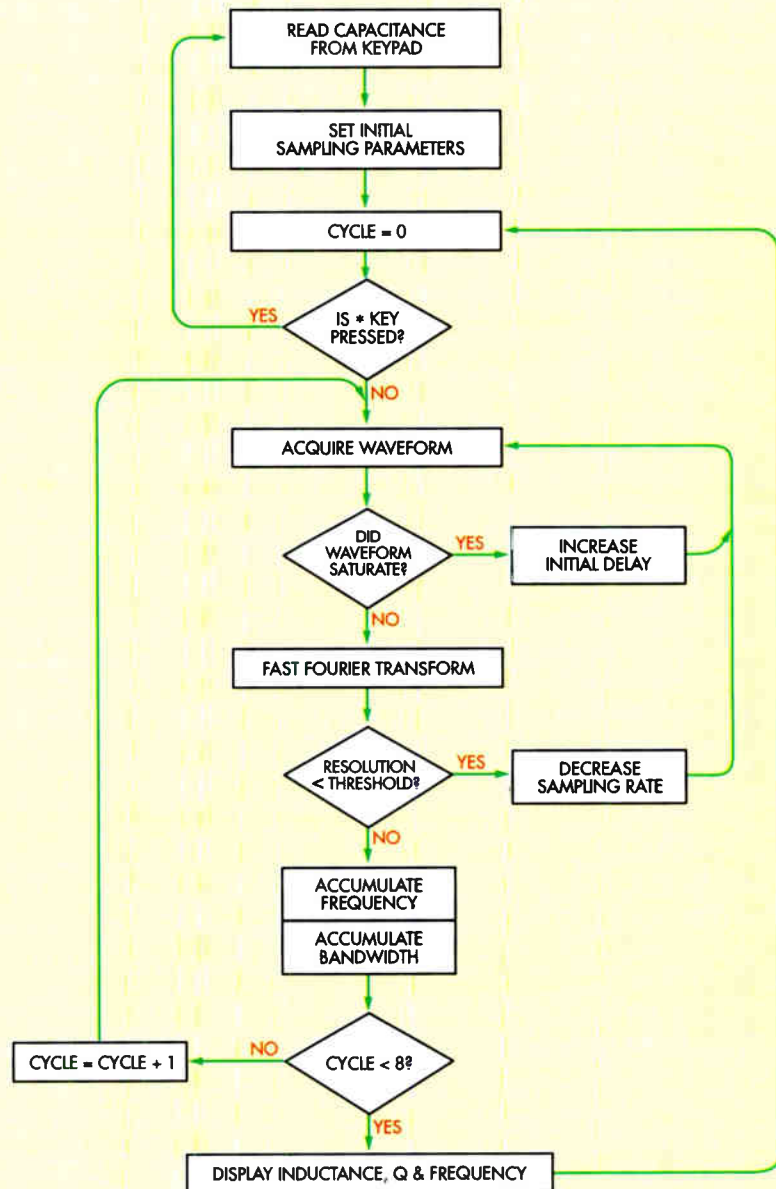 READ CAPACITANCE
FROM KEYPAD
SET INITIAL
SAMPLING PARAMETERS
CYCLE = 0
IS * KEY
PRESSED?
YES
NO
ACQUIRE WAVEFORM
DID
WAVEFORM
SATURATE?
YES
INCREASE
INITIAL DELAY
NO
FAST FOURIER TRANSFORM
RESOLUTION
< THRESHOLD?
YES
DECREASE
SAMPLING RATE
NO
ACCUMULATE
FREQUENCY
ACCUMULATE
BANDWIDTH
CYCLE < 8?
NO
CYCLE = CYCLE + 1
YES
DISPLAY INDUCTANCE, Q & FREQUENCY